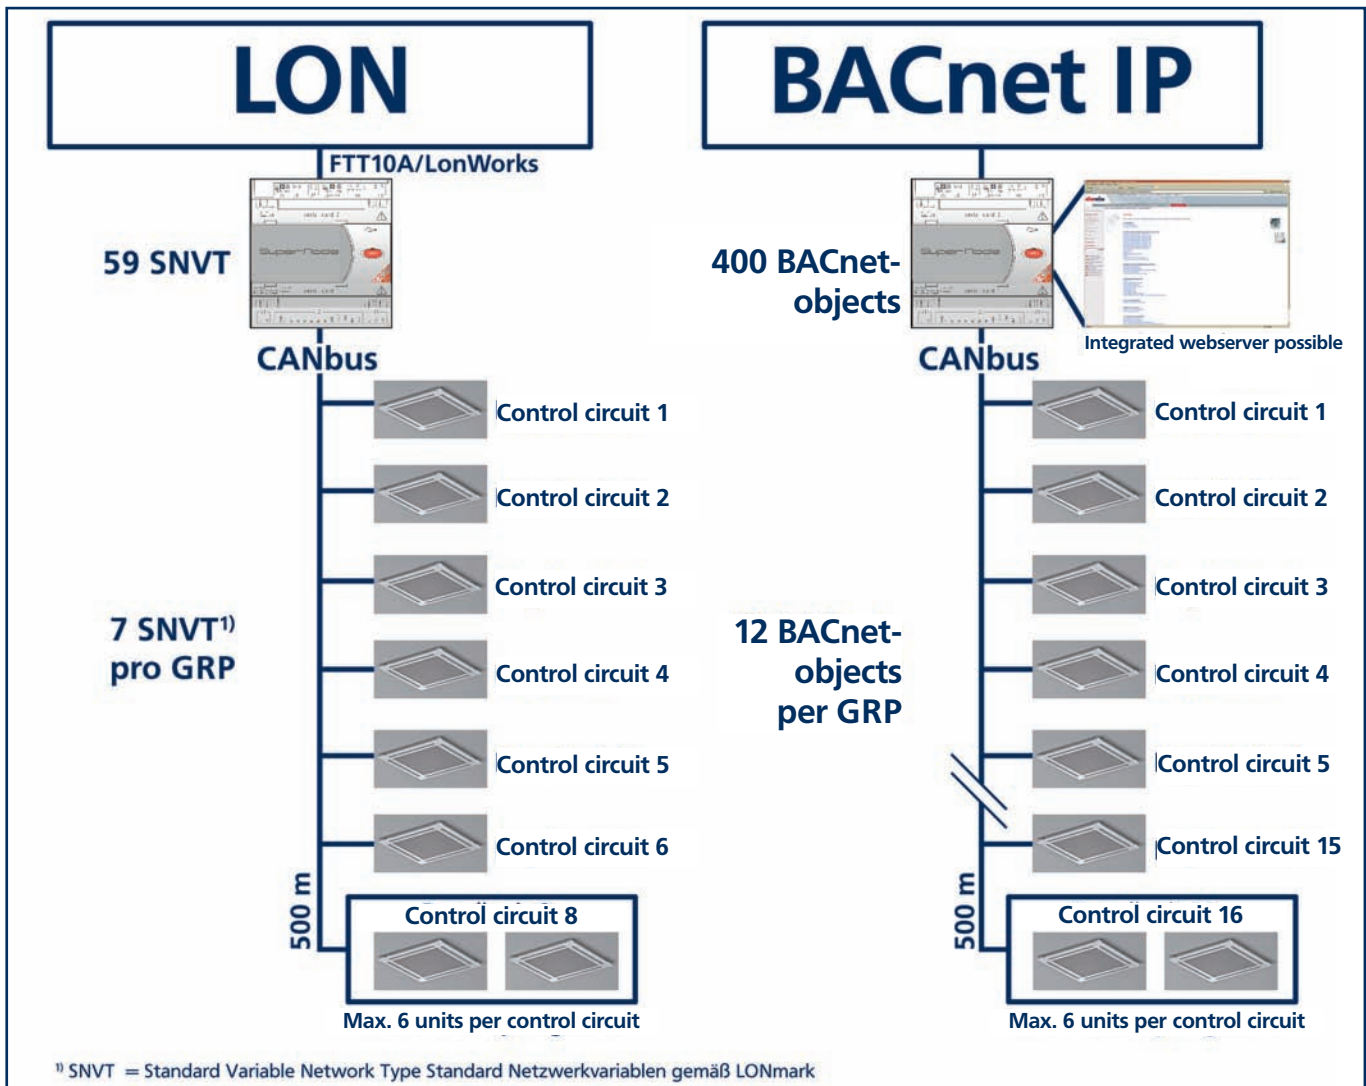 LON
FTT10A/LonWorks
59 SNVT
SuperNode
CANbus
Control circuit 1
Control circuit 2
Control circuit 3
7 SNVT¹⁾
pro GRP
Control circuit 4
Control circuit 5
Control circuit 6
500 m
Control circuit 8
Max. 6 units per control circuit
BACnet IP
400 BACnet-
objects
SuperNode
Integrated webserver possible
CANbus
Control circuit 1
Control circuit 2
Control circuit 3
12 BACnet-
objects
per GRP
Control circuit 4
Control circuit 5
Control circuit 15
500 m
Control circuit 16
Max. 6 units per control circuit
¹⁾ SNVT = Standard Variable Network Type Standard Netzwerkvariablen gemäß LONmark